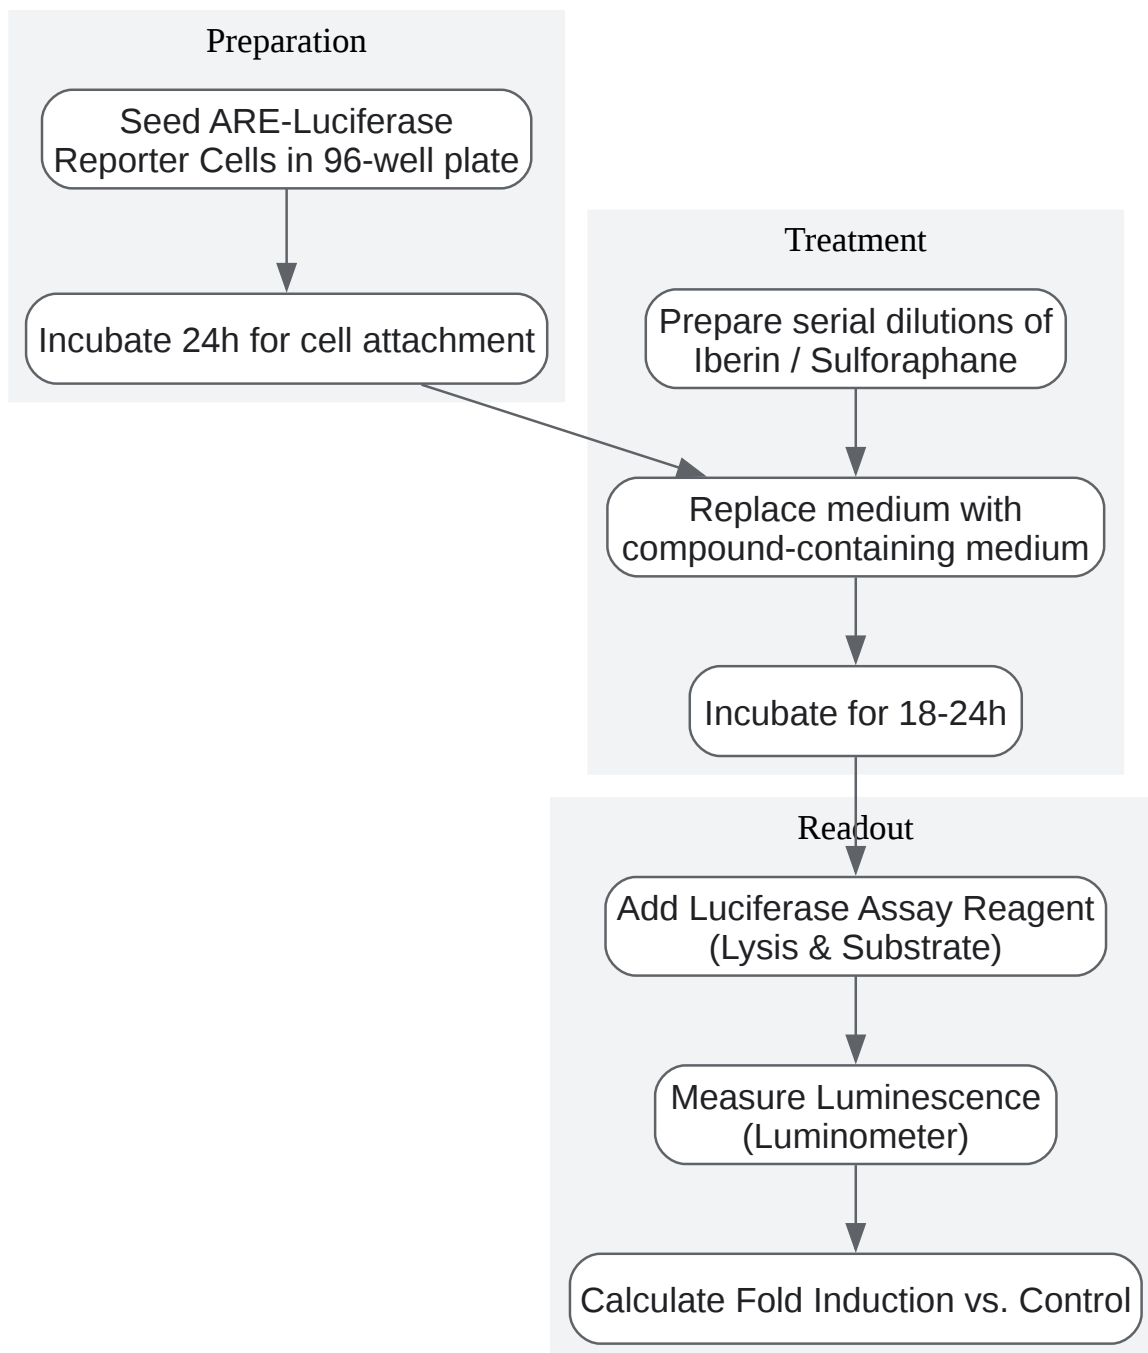 Preparation
Seed ARE-Luciferase
Reporter Cells in 96-well plate
Incubate 24h for cell attachment
Treatment
Prepare serial dilutions of
Iberin / Sulforaphane
Replace medium with
compound-containing medium
Incubate for 18-24h
Readout
Add Luciferase Assay Reagent
(Lysis & Substrate)
Measure Luminescence
(Luminometer)
Calculate Fold Induction vs. Control